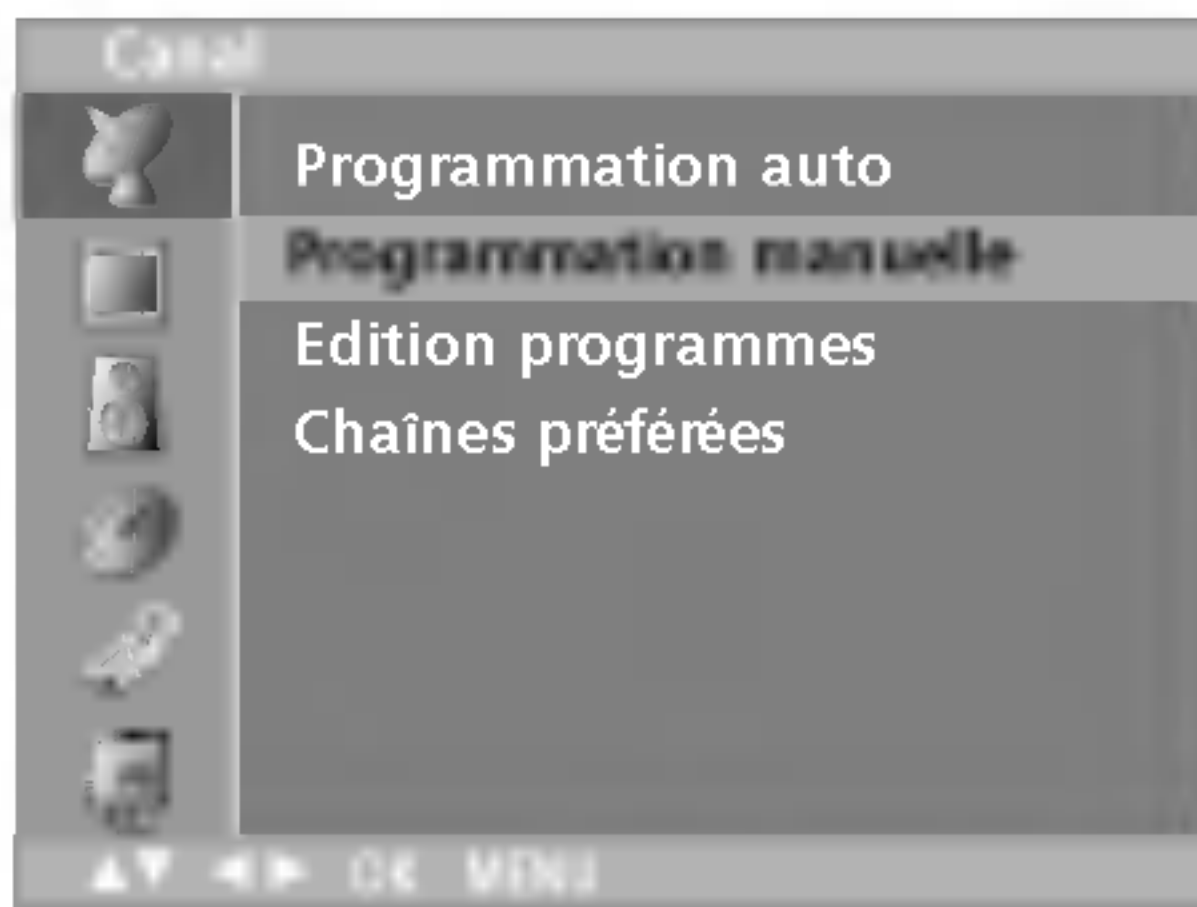 Canal
Programmation auto
Programmation manuelle
Edition programmes
Chaînes préférées
▲▼ ◀▶ OK MENU